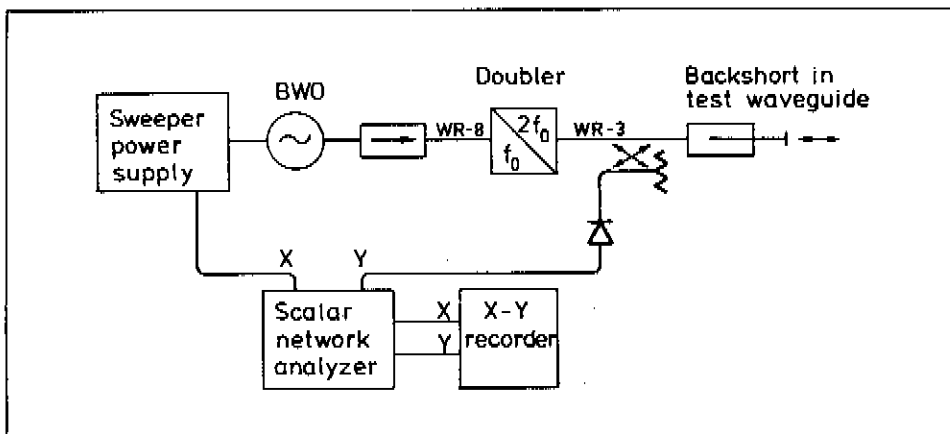 Sweeper
power
supply
BWO
WR-8
Doubler
2f₀
f₀
WR-3
Backshort in
test waveguide
X
Y
Scalar
network
analyzer
X
Y
X-Y
recorder